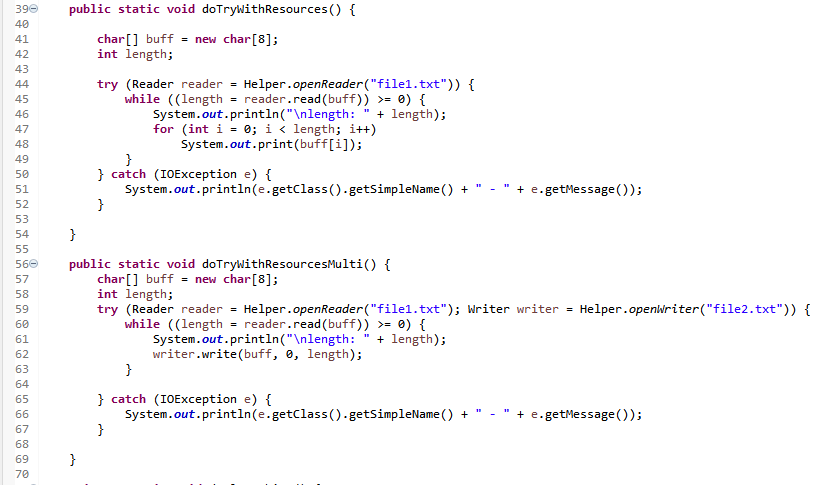 39 public static void doTryWithResources() {
40
41     char[] buff = new char[8];
42     int length;
43
44     try (Reader reader = Helper.openReader("file1.txt")) {
45         while ((length = reader.read(buff)) >= 0) {
46             System.out.println("\nlength: " + length);
47             for (int i = 0; i < length; i++)
48                 System.out.print(buff[i]);
49         }
50     } catch (IOException e) {
51         System.out.println(e.getClass().getSimpleName() + " - " + e.getMessage());
52     }
53
54 }
55
56 public static void doTryWithResourcesMulti() {
57     char[] buff = new char[8];
58     int length;
59     try (Reader reader = Helper.openReader("file1.txt"); Writer writer = Helper.openWriter("file2.txt")) {
60         while ((length = reader.read(buff)) >= 0) {
61             System.out.println("\nlength: " + length);
62             writer.write(buff, 0, length);
63         }
64
65     } catch (IOException e) {
66         System.out.println(e.getClass().getSimpleName() + " - " + e.getMessage());
67     }
68
69 }
70